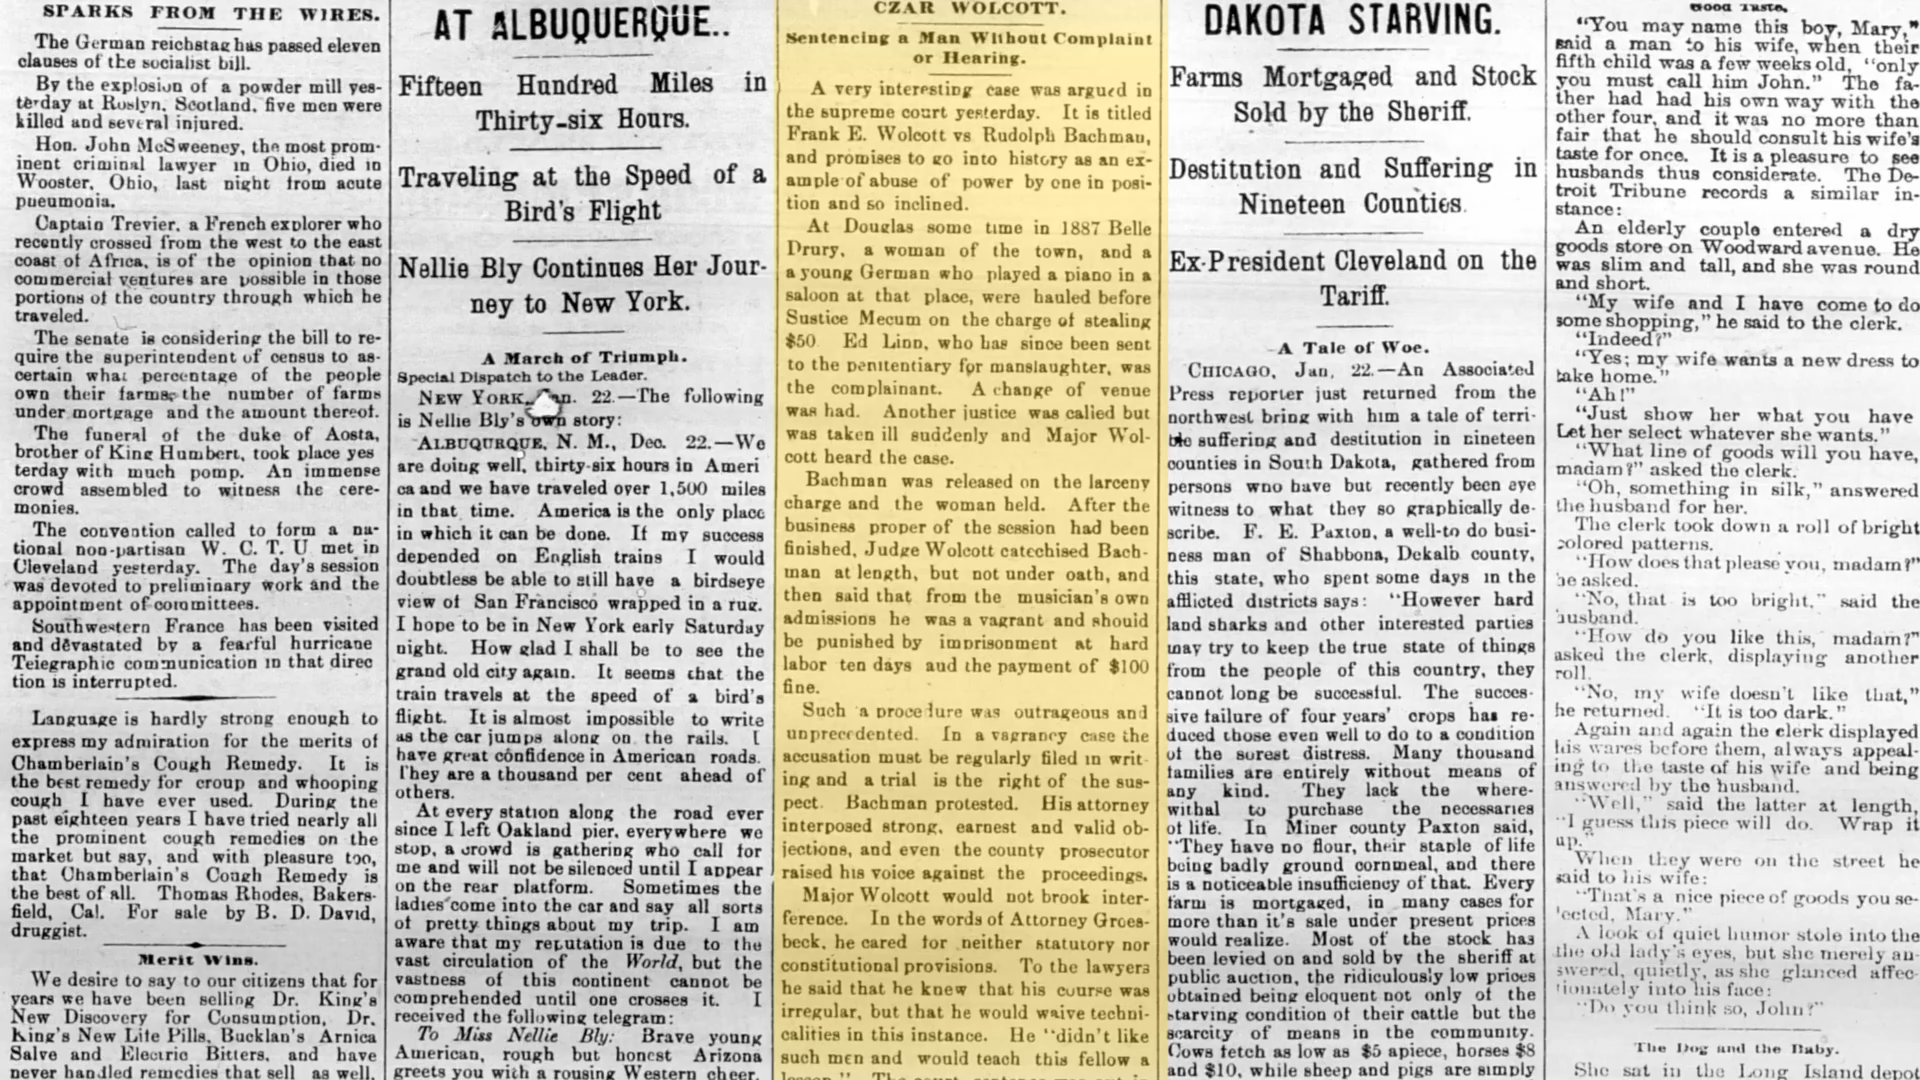 SPARKS FROM THE WIRES.
The German reichstag has passed eleven
clauses of the socialist bill.
By the explosion of a powder mill yes-
terday at Roslyn, Scotland, five men were
killed and several injured.
Hon. John McSweeney, the most prom-
inent criminal lawyer in Ohio, died in
Wooster, Ohio, last night from acute
pneumonia.
Captain Trevier, a French explorer who
recently crossed from the west to the east
coast of Africa, is of the opinion that no
commercial ventures are possible in those
portions of the country through which he
traveled.
The senate is considering the bill to re-
quire the superintendent of census to as-
certain what percentage of the people
own their farms, the number of farms
under mortgage and the amount thereof.
The funeral of the duke of Aosta,
brother of King Humbert, took place yes
terday with much pomp. An immense
crowd assembled to witness the cere-
monies.
The convention called to form a na-
tional non-partisan W. C. T. U met in
Cleveland yesterday. The day's session
was devoted to preliminary work and the
appointment of committees.
Southwestern France has been visited
and devastated by a fearful hurricane
Telegraphic communication in that direc
tion is interrupted.
Language is hardly strong enough to
express my admiration for the merits of
Chamberlain's Cough Remedy. It is
the best remedy for croup and whooping
cough I have ever used. During the
past eighteen years I have tried nearly all
the prominent cough remedies on the
market but say, and with pleasure too,
that Chamberlain's Cough Remedy is
the best of all. Thomas Rhodes, Bakers-
field, Cal. For sale by B. D. David,
druggist.
Merit Wins.
We desire to say to our citizens that for
years we have been selling Dr. King's
New Discovery for Consumption, Dr.
King's New Life Pills, Bucklan's Arnica
Salve and Electric Bitters, and have
never handled remedies that sell as well,
AT ALBUQUERQUE..
Fifteen Hundred Miles in
Thirty-six Hours.
Traveling at the Speed of a
Bird's Flight
Nellie Bly Continues Her Jour-
ney to New York.
A March of Triumph.
Special Dispatch to the Leader.
NEW YORK, Jan. 22.—The following
is Nellie Bly's own story:
ALBUQURQUE, N. M., Dec. 22.—We
are doing well, thirty-six hours in Ameri
ca and we have traveled over 1,500 miles
in that time. America is the only place
in which it can be done. If my success
depended on English trains I would
doubtless be able to still have a birdseye
view of San Francisco wrapped in a rug.
I hope to be in New York early Saturday
night. How glad I shall be to see the
grand old city again. It seems that the
train travels at the speed of a bird's
flight. It is almost impossible to write
as the car jumps along on the rails. I
have great confidence in American roads.
They are a thousand per cent ahead of
others.
At every station along the road ever
since I left Oakland pier, everywhere we
stop, a crowd is gathering who call for
me and will not be silenced until I appear
on the rear platform. Sometimes the
ladies come into the car and say all sorts
of pretty things about my trip. I am
aware that my reputation is due to the
vast circulation of the World, but the
vastness of this continent cannot be
comprehended until one crosses it. I
received the following telegram:
To Miss Nellie Bly: Brave young
American, rough but honest Arizona
greets you with a rousing Western cheer.
CZAR WOLCOTT.
Sentencing a Man Without Complaint
or Hearing.
A very interesting case was argued in
the supreme court yesterday. It is titled
Frank E. Wolcott vs Rudolph Bachman,
and promises to go into history as an ex-
ample of abuse of power by one in posi-
tion and so inclined.
At Douglas some time in 1887 Belle
Drury, a woman of the town, and a
a young German who played a piano in a
saloon at that place, were hauled before
Sustice Mecum on the charge of stealing
$50. Ed Linn, who has since been sent
to the penitentiary for manslaughter, was
the complainant. A change of venue
was had. Another justice was called but
was taken ill suddenly and Major Wol-
cott heard the case.
Bachman was released on the larceny
charge and the woman held. After the
business proper of the session had been
finished, Judge Wolcott catechised Bach-
man at length, but not under oath, and
then said that from the musician's own
admissions he was a vagrant and should
be punished by imprisonment at hard
labor ten days aud the payment of $100
fine.
Such a procedure was outrageous and
unprecedented. In a vagrancy case the
accusation must be regularly filed in writ
ing and a trial is the right of the sus-
pect. Bachman protested. His attorney
interposed strong, earnest and valid ob-
jections, and even the county prosecutor
raised his voice against the proceedings.
Major Wolcott would not brook inter-
ference. In the words of Attorney Groes-
beck, he cared for neither statutory nor
constitutional provisions. To the lawyers
he said that he knew that his course was
irregular, but that he would waive techni-
calities in this instance. He "didn't like
such men and would teach this fellow a
DAKOTA STARVING.
Farms Mortgaged and Stock
Sold by the Sheriff.
Destitution and Suffering in
Nineteen Counties.
Ex-President Cleveland on the
Tariff.
A Tale of Woe.
CHICAGO, Jan, 22.—An Associated
Press reporter just returned from the
northwest bring with him a tale of terri-
ble suffering and destitution in nineteen
counties in South Dakota, gathered from
persons who have but recently been eye
witness to what they so graphically de-
scribe. F. E. Paxton, a well-to do busi-
ness man of Shabbona, Dekalb county,
this state, who spent some days in the
afflicted districts says: "However hard
land sharks and other interested parties
may try to keep the true state of things
from the people of this country, they
cannot long be successful. The succes-
sive failure of four years' crops has re-
duced those even well to do to a condition
of the sorest distress. Many thousand
families are entirely without means of
any kind. They lack the where-
withal to purchase the necessaries
of life. In Miner county Paxton said,
"They have no flour, their staple of life
being badly ground cornmeal, and there
is a noticeable insufficiency of that. Every
farm is mortgaged, in many cases for
more than it's sale under present prices
would realize. Most of the stock has
been levied on and sold by the sheriff at
public auction, the ridiculously low prices
obtained being eloquent not only of the
starving condition of their cattle but the
scarcity of means in the community.
Cows fetch as low as $5 apiece, horses $8
and $10, while sheep and pigs are simply
Good Taste.
"You may name this boy, Mary,"
said a man to his wife, when their
fifth child was a few weeks old, "only
you must call him John." The fa-
ther had had his own way with the
other four, and it was no more than
fair that he should consult his wife's
taste for once. It is a pleasure to see
husbands thus considerate. The De-
troit Tribune records a similar in-
stance:
An elderly couple entered a dry
goods store on Woodward avenue. He
was slim and tall, and she was round
and short.
"My wife and I have come to do
some shopping," he said to the clerk.
"Indeed?"
"Yes; my wife wants a new dress to
take home."
"Ah!"
"Just show her what you have
Let her select whatever she wants."
"What line of goods will you have,
madam?" asked the clerk.
"Oh, something in silk," answered
the husband for her.
The clerk took down a roll of bright
colored patterns.
"How does that please you, madam?"
he asked.
"No, that is too bright," said the
husband.
"How do you like this, madam?"
asked the clerk, displaying another
roll.
"No, my wife doesn't like that,"
he returned. "It is too dark."
Again and again the clerk displayed
his wares before them, always appeal-
ing to the taste of his wife and being
answered by the husband.
"Well," said the latter at length,
"I guess this piece will do. Wrap it
up."
When they were on the street he
said to his wife:
"That's a nice piece of goods you se-
lected, Mary."
A look of quiet humor stole into the
the old lady's eyes, but she merely an-
swered, quietly, as she glanced affec-
tionately into his face:
"Do you think so, John?"
The Dog and the Baby.
She sat in the Long Island depot